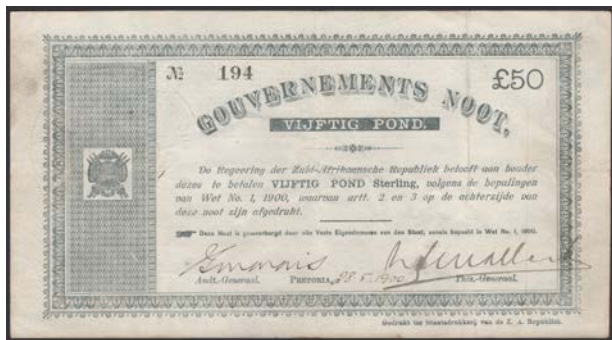 № 194 £50
GOUVERNEMENTS NOOT,
VIJFTIG POND.
De Regeering der Zuid-Afrikaansche Republiek belooft aan houder
dezes te betalen VIJFTIG POND Sterling, volgens de bepalingen
van Wet No. 1, 1900, waarvan artt. 2 en 3 op de achterzijde van
deze noot zijn afgedrukt.
Deze Noot is gewaarborgd door alle Vaste Eigendommen van den Staat, zooals bepaald in Wet No. 1, 1900.
Audt.-Generaal. PRETORIA, 28.5.1900 Thes.-Generaal.
Gedrukt ter Staatsdrukkerij van de Z. A. Republiek.